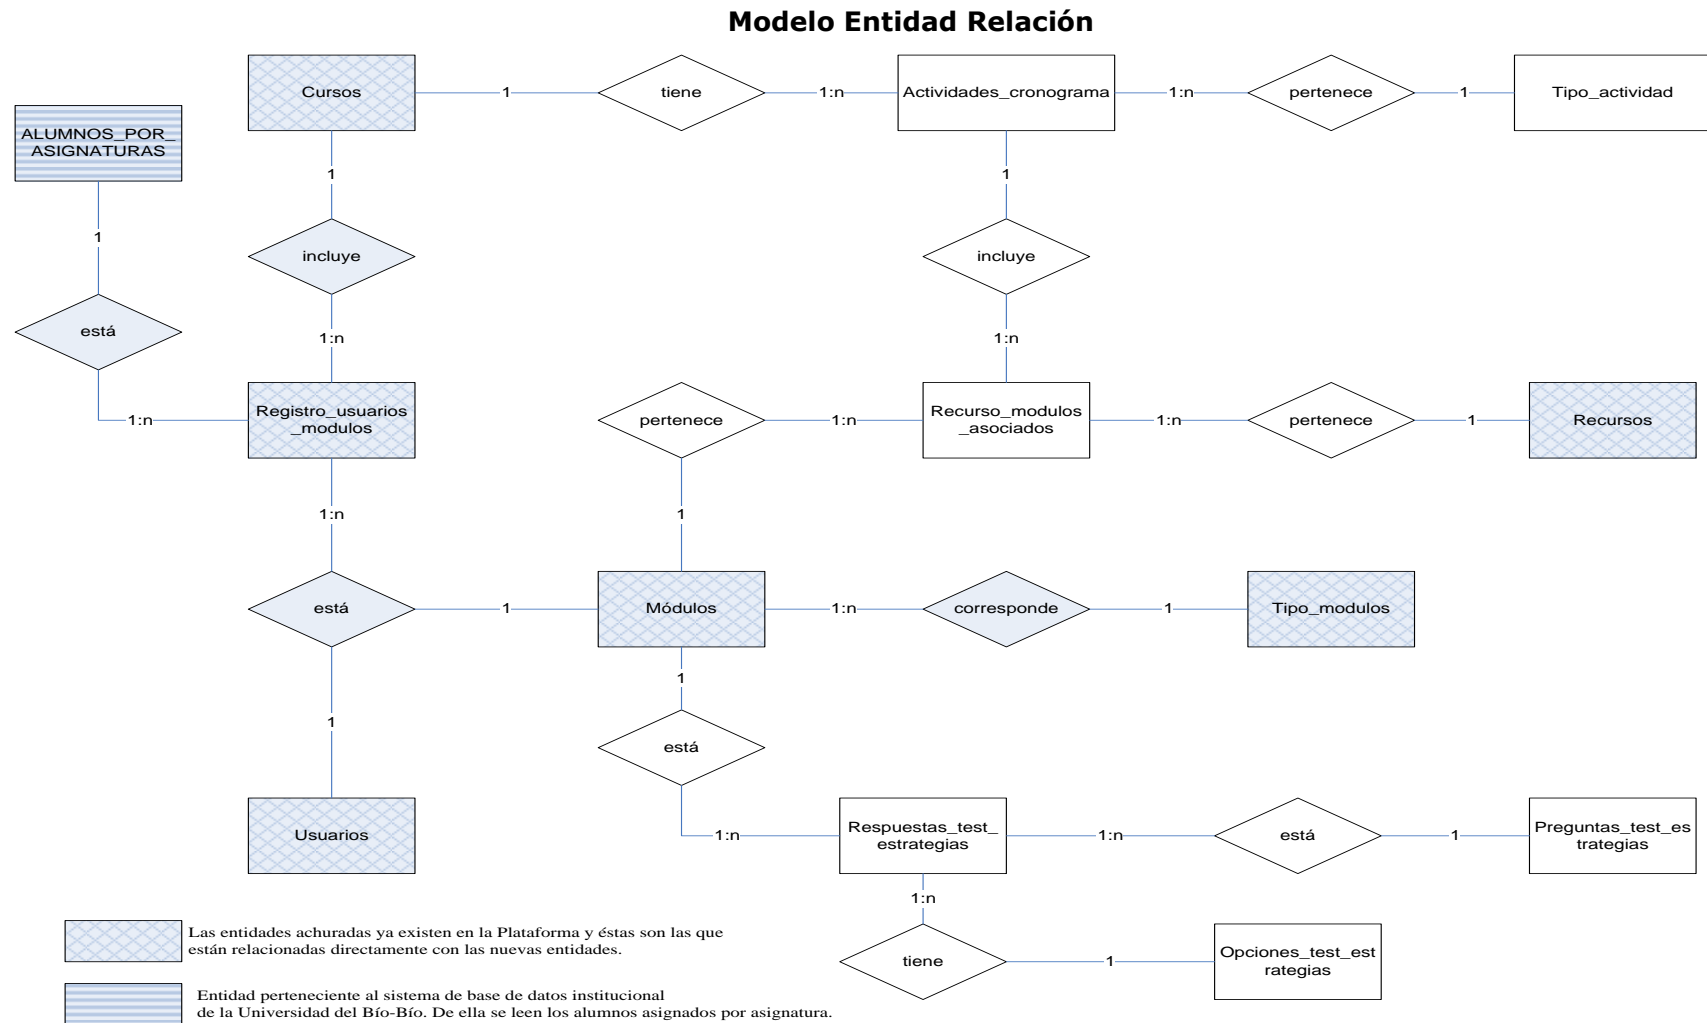 Modelo Entidad Relación
Cursos
1
tiene
1:n
Actividades_cronograma
1:n
pertenece
1
Tipo_actividad
ALUMNOS_POR_
ASIGNATURAS
1
1
1
incluye
incluye
está
1:n
1:n
1:n
Registro_usuarios
_modulos
pertenece
1:n
Recurso_modulos
_asociados
1:n
pertenece
1
Recursos
1:n
1
está
1
Módulos
1:n
corresponde
1
Tipo_modulos
1
1
está
Usuarios
1:n
Respuestas_test_
estrategias
1:n
está
1
Preguntas_test_es
trategias
1:n
tiene
1
Opciones_test_est
rategias
Las entidades achuradas ya existen en la Plataforma y éstas son las que
están relacionadas directamente con las nuevas entidades.
Entidad perteneciente al sistema de base de datos institucional
de la Universidad del Bío-Bío. De ella se leen los alumnos asignados por asignatura.